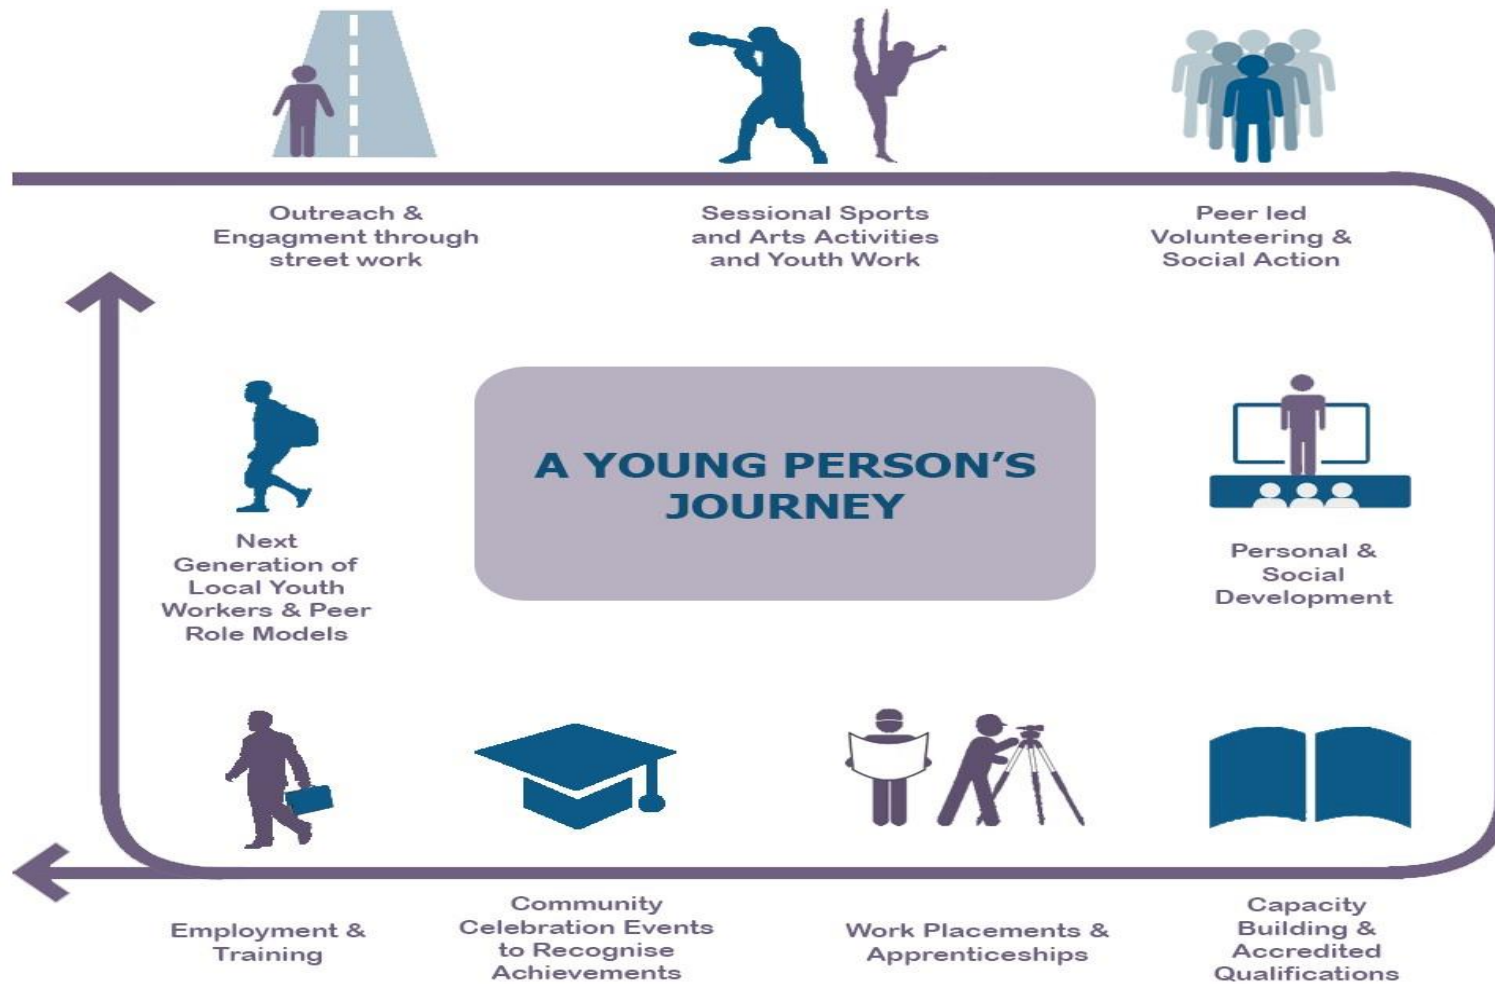 Outreach &
Engagment through
street work
Sessional Sports
and Arts Activities
and Youth Work
Peer led
Volunteering &
Social Action
A YOUNG PERSON'S
JOURNEY
Next
Generation of
Local Youth
Workers & Peer
Role Models
Personal &
Social
Development
Employment &
Training
Community
Celebration Events
to Recognise
Achievements
Work Placements &
Apprenticeships
Capacity
Building &
Accredited
Qualifications